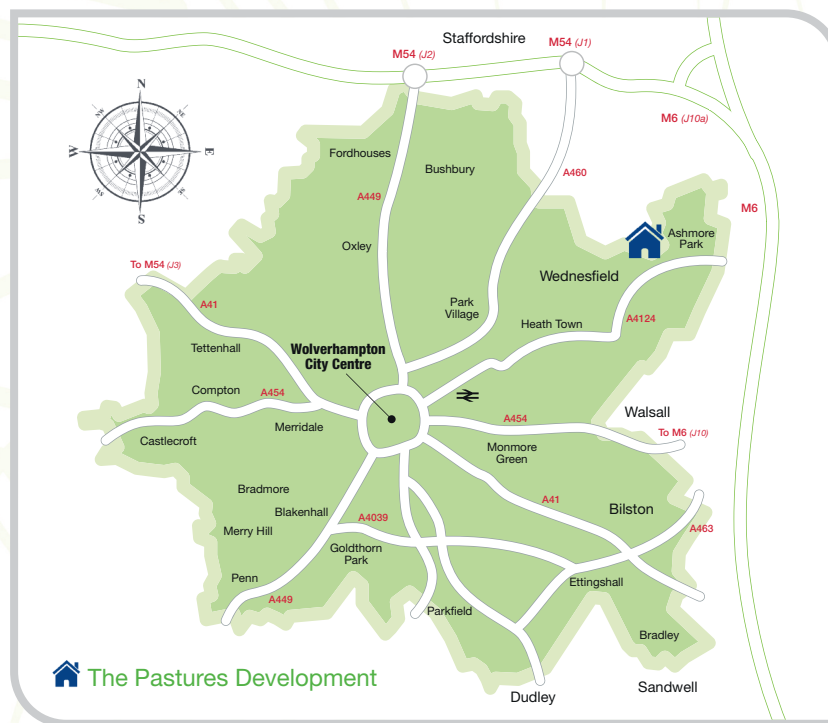 Staffordshire
M54 (J2)
M54 (J1)
N
NW
NE
W
E
SW
SE
S
M6 (J10a)
Fordhouses
Bushbury
A460
A449
M6
Ashmore
Park
Oxley
To M54 (J3)
Wednesfield
A41
Park
Village
Heath Town
A4124
Tettenhall
Wolverhampton
City Centre
Compton
A454
A454
Walsall
To M6 (J10)
Castlecroft
Merridale
Monmore
Green
Bradmore
A41
Blakenhall
A4039
Bilston
Merry Hill
A463
Goldthorn
Park
Penn
Ettingshall
A449
Parkfield
Bradley
The Pastures Development
Dudley
Sandwell